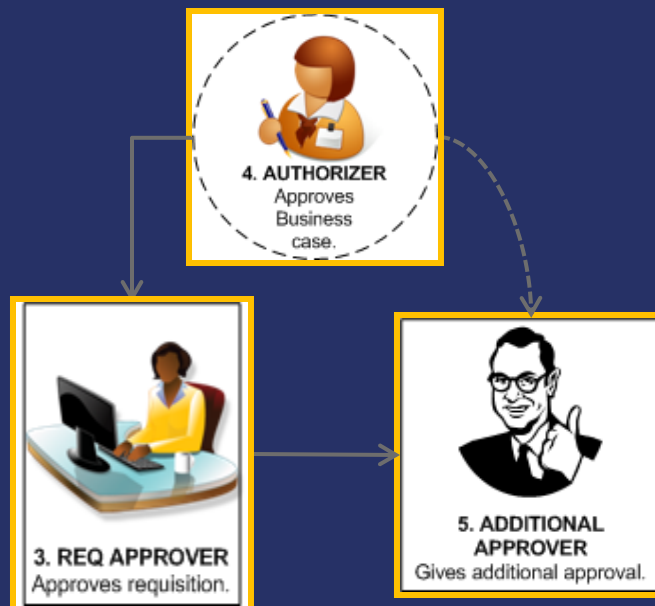 4. AUTHORIZER
Approves
Business
case.
3. REQ APPROVER
Approves requisition.
5. ADDITIONAL
APPROVER
Gives additional approval.